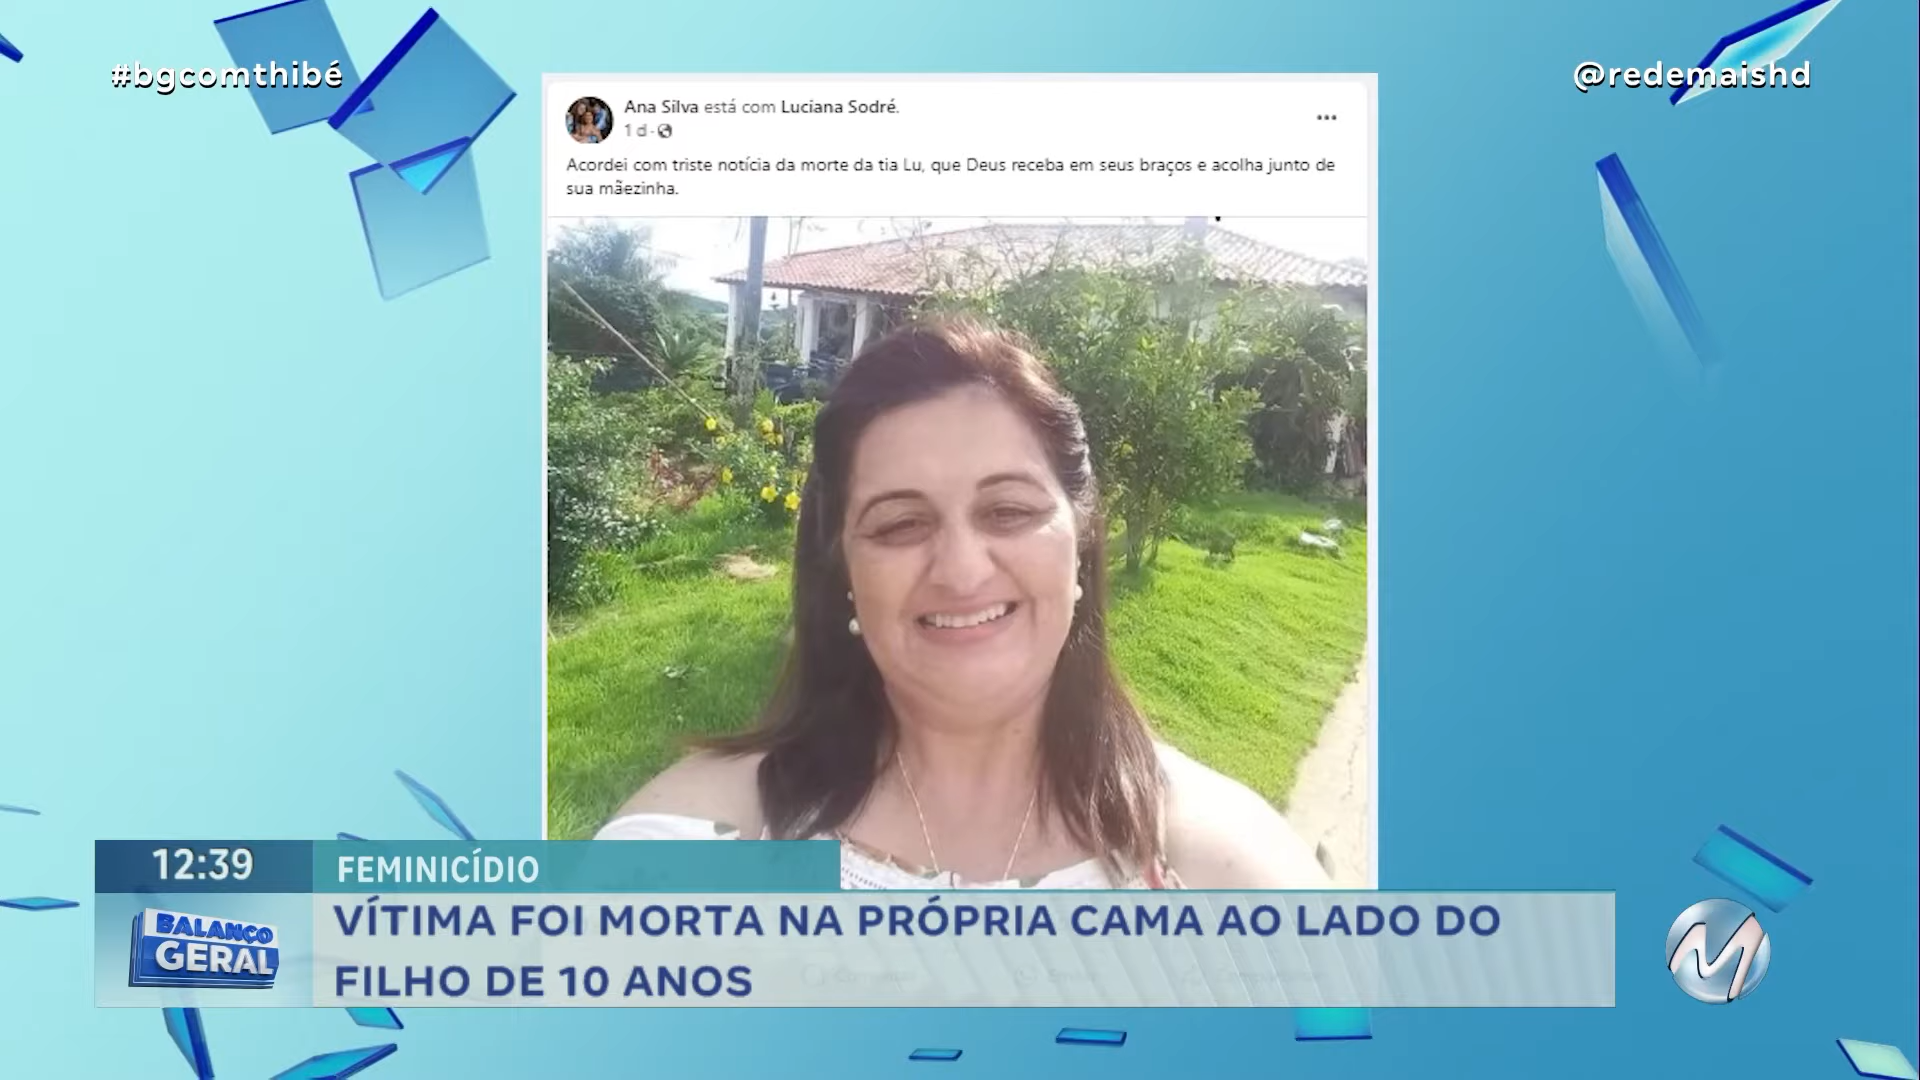 #bgcomthibé
@redemaishd
Ana Silva está com Luciana Sodré.
1 d
Acordei com triste notícia da morte da tia Lu, que Deus receba em seus braços e acolha junto de
sua mãezinha.
12:39
FEMINICÍDIO
BALANÇO
GERAL
VÍTIMA FOI MORTA NA PRÓPRIA CAMA AO LADO DO
FILHO DE 10 ANOS
M